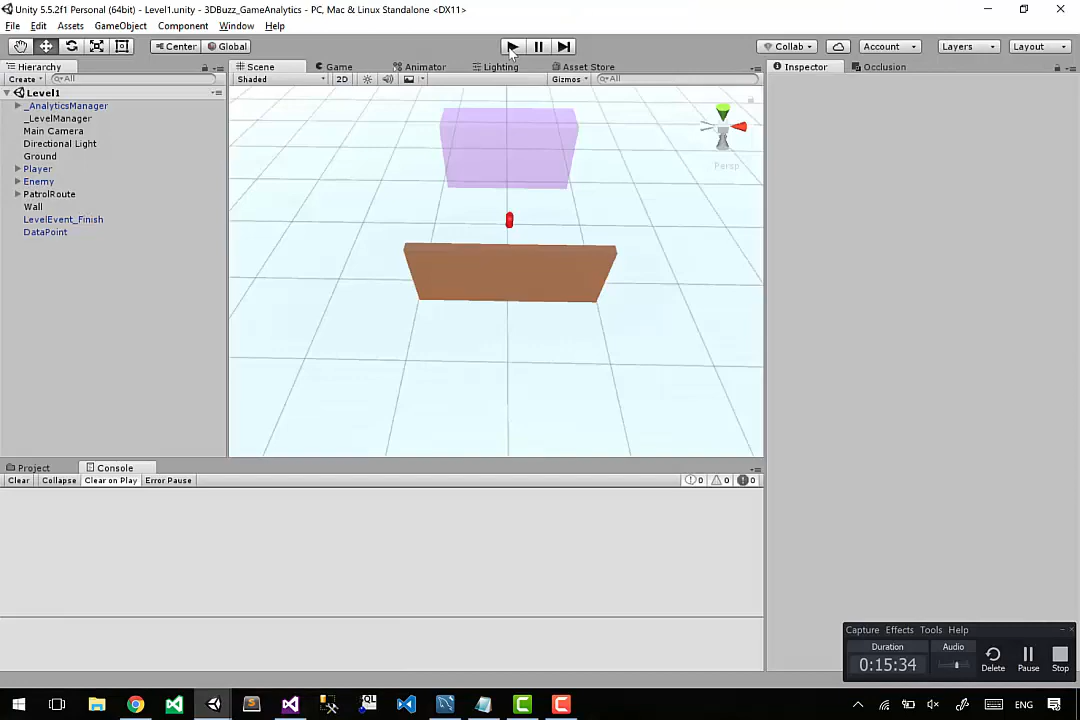 Unity 5.5.2f1 Personal (64bit) - Level1.unity - 3DBuzz_GameAnalytics - PC, Mac & Linux Standalone <DX11>
File Edit Assets GameObject Component Window Help
Center Global Collab Account Layers Layout
Hierarchy Scene Game Animator Lighting Asset Store Inspector Occlusion
Create All Shaded 2D Gizmos All
Level1
_AnalyticsManager
_LevelManager
Main Camera
Directional Light
Ground
Player
Enemy
PatrolRoute
Wall
LevelEvent_Finish
DataPoint
Persp
Project Console
Clear Collapse Clear on Play Error Pause 0 0 0
Capture Effects Tools Help
Duration Audio
0:15:34 Delete Pause Stop
ENG